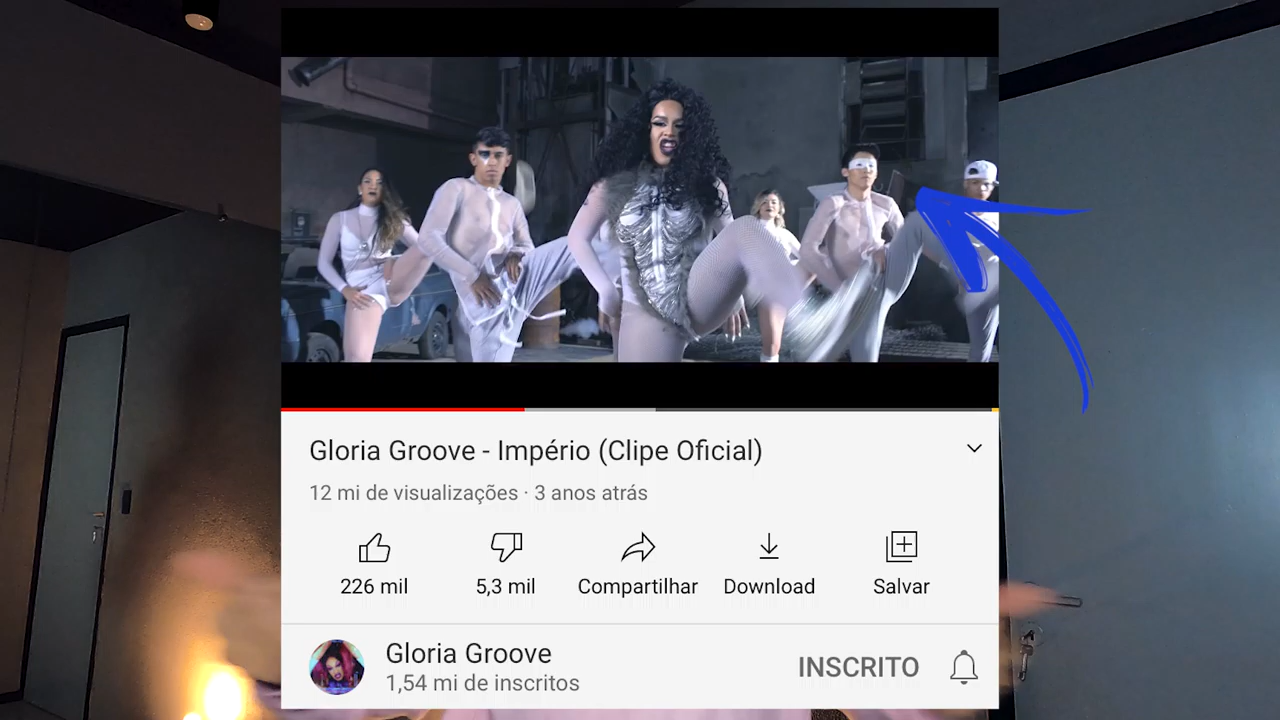 Gloria Groove - Império (Clipe Oficial)
12 mi de visualizações · 3 anos atrás
226 mil
5,3 mil
Compartilhar
Download
Salvar
Gloria Groove
1,54 mi de inscritos
INSCRITO